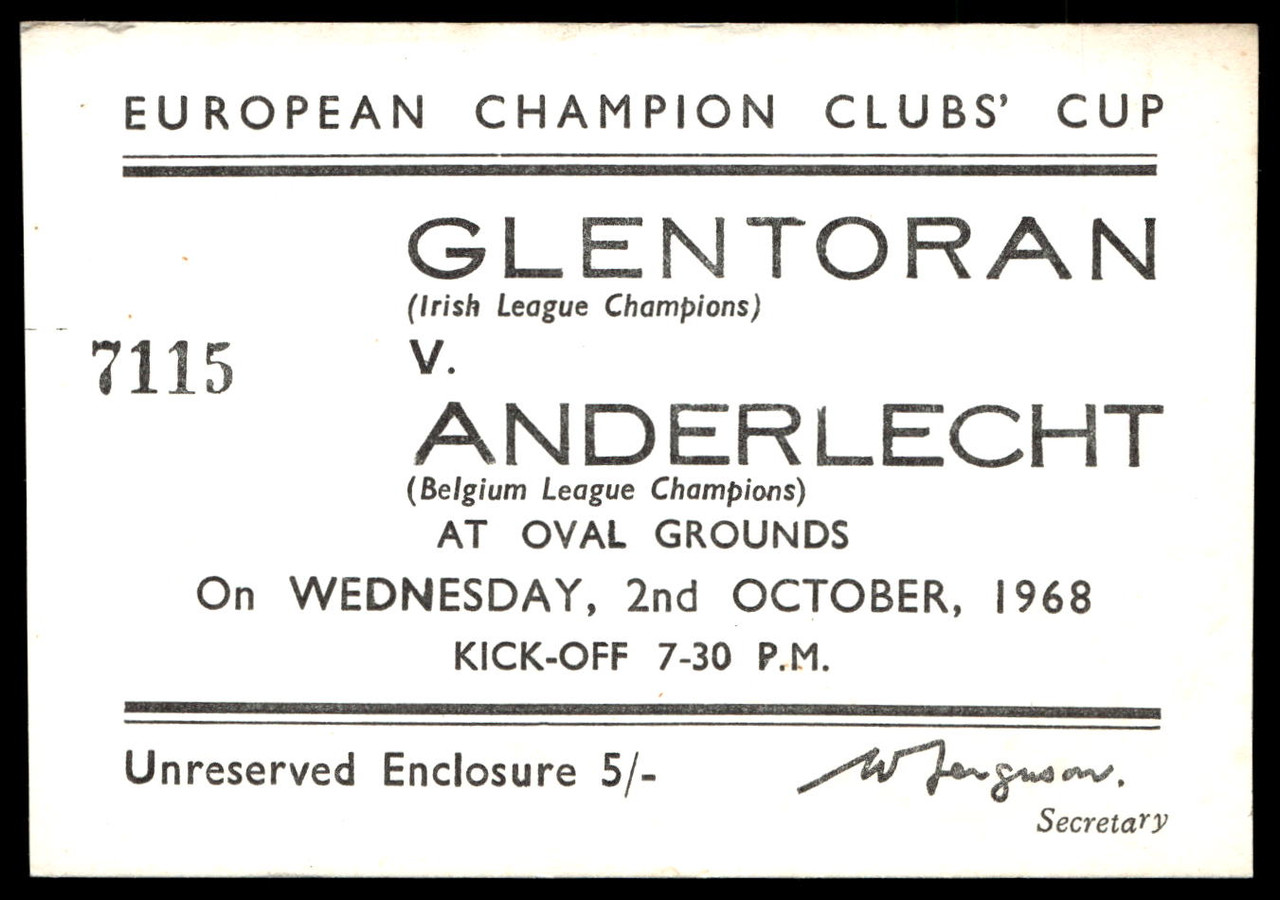 EUROPEAN CHAMPION CLUBS' CUP
GLENTORAN
(Irish League Champions)
7115
V.
ANDERLECHT
(Belgium League Champions)
AT OVAL GROUNDS
On WEDNESDAY, 2nd OCTOBER, 1968
KICK-OFF 7-30 P.M.
Unreserved Enclosure 5/-
W Ferguson.
Secretary